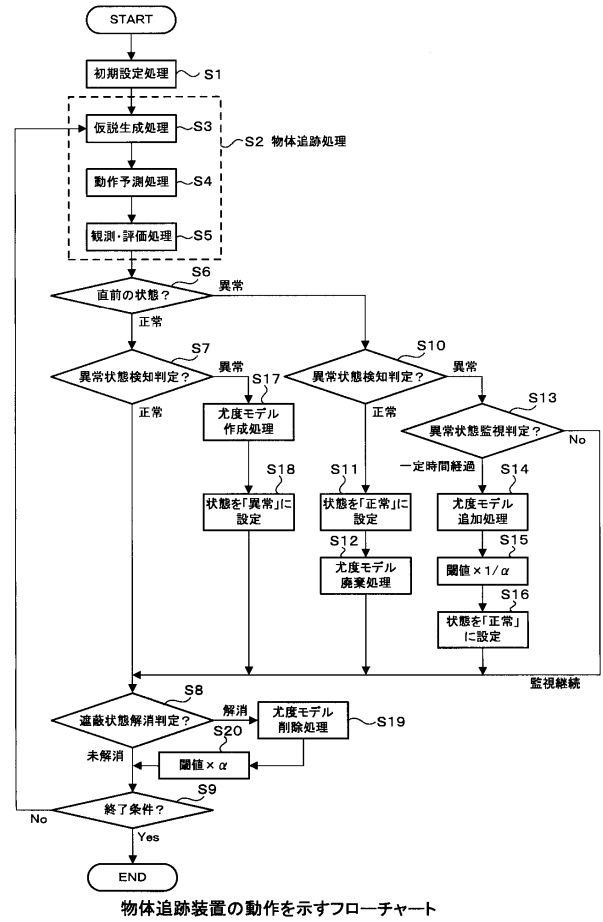 START
初期設定処理
S1
仮説生成処理
S3
S2 物体追跡処理
動作予測処理
S4
観測・評価処理
S5
S6
直前の状態?
異常
正常
S7
異常状態検知判定?
異常
正常
S10
異常状態検知判定?
異常
正常
S17
尤度モデル
作成処理
S13
異常状態監視判定?
No
一定時間経過
S18
状態を「異常」に
設定
S11
状態を「正常」に
設定
S14
尤度モデル
追加処理
S12
尤度モデル
廃棄処理
S15
閾値×1/α
S16
状態を「正常」
に設定
監視継続
S8
遮蔽状態解消判定?
解消
未解消
尤度モデル
削除処理
S19
S20
閾値×α
S9
終了条件?
No
Yes
END
物体追跡装置の動作を示すフローチャート